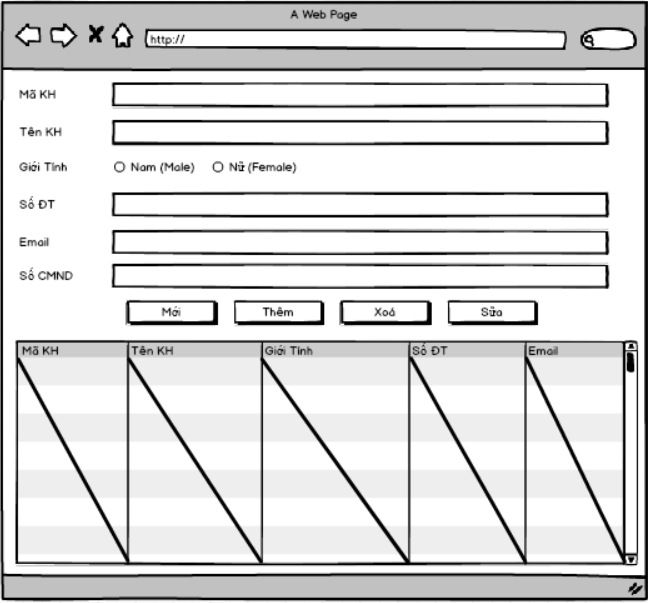 A Web Page
http://
Mã KH
Tên KH
Giới Tính Nam (Male) Nữ (Female)
Số ĐT
Email
Số CMND
Mới Thêm Xoá Sửa
Mã KH Tên KH Giới Tính Số ĐT Email